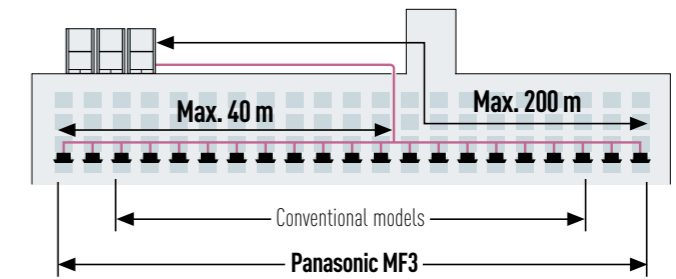 Max. 40 m
Max. 200 m
Conventional models
Panasonic MF3